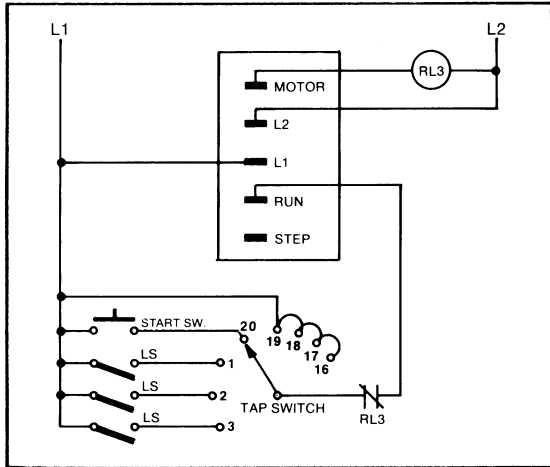 L1
L2
RL3
MOTOR
L2
L1
RUN
STEP
START SW.
20
19
18
17
16
LS
1
LS
2
TAP SWITCH
RL3
LS
3